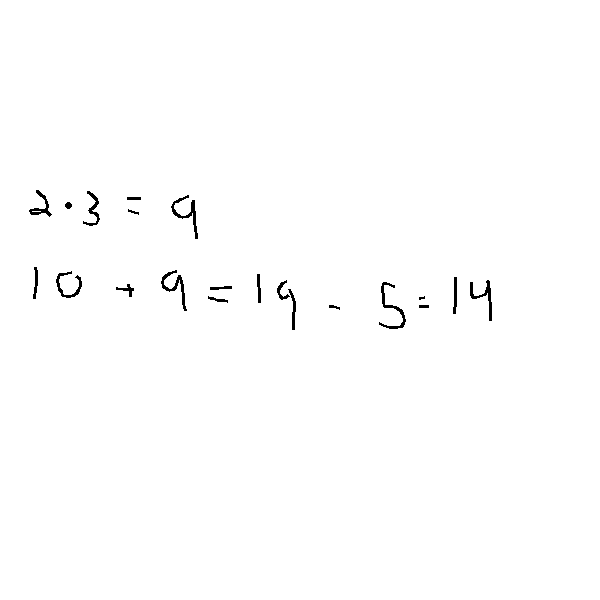 2 · 3 = 9
10 + 9 = 19 - 5 = 14